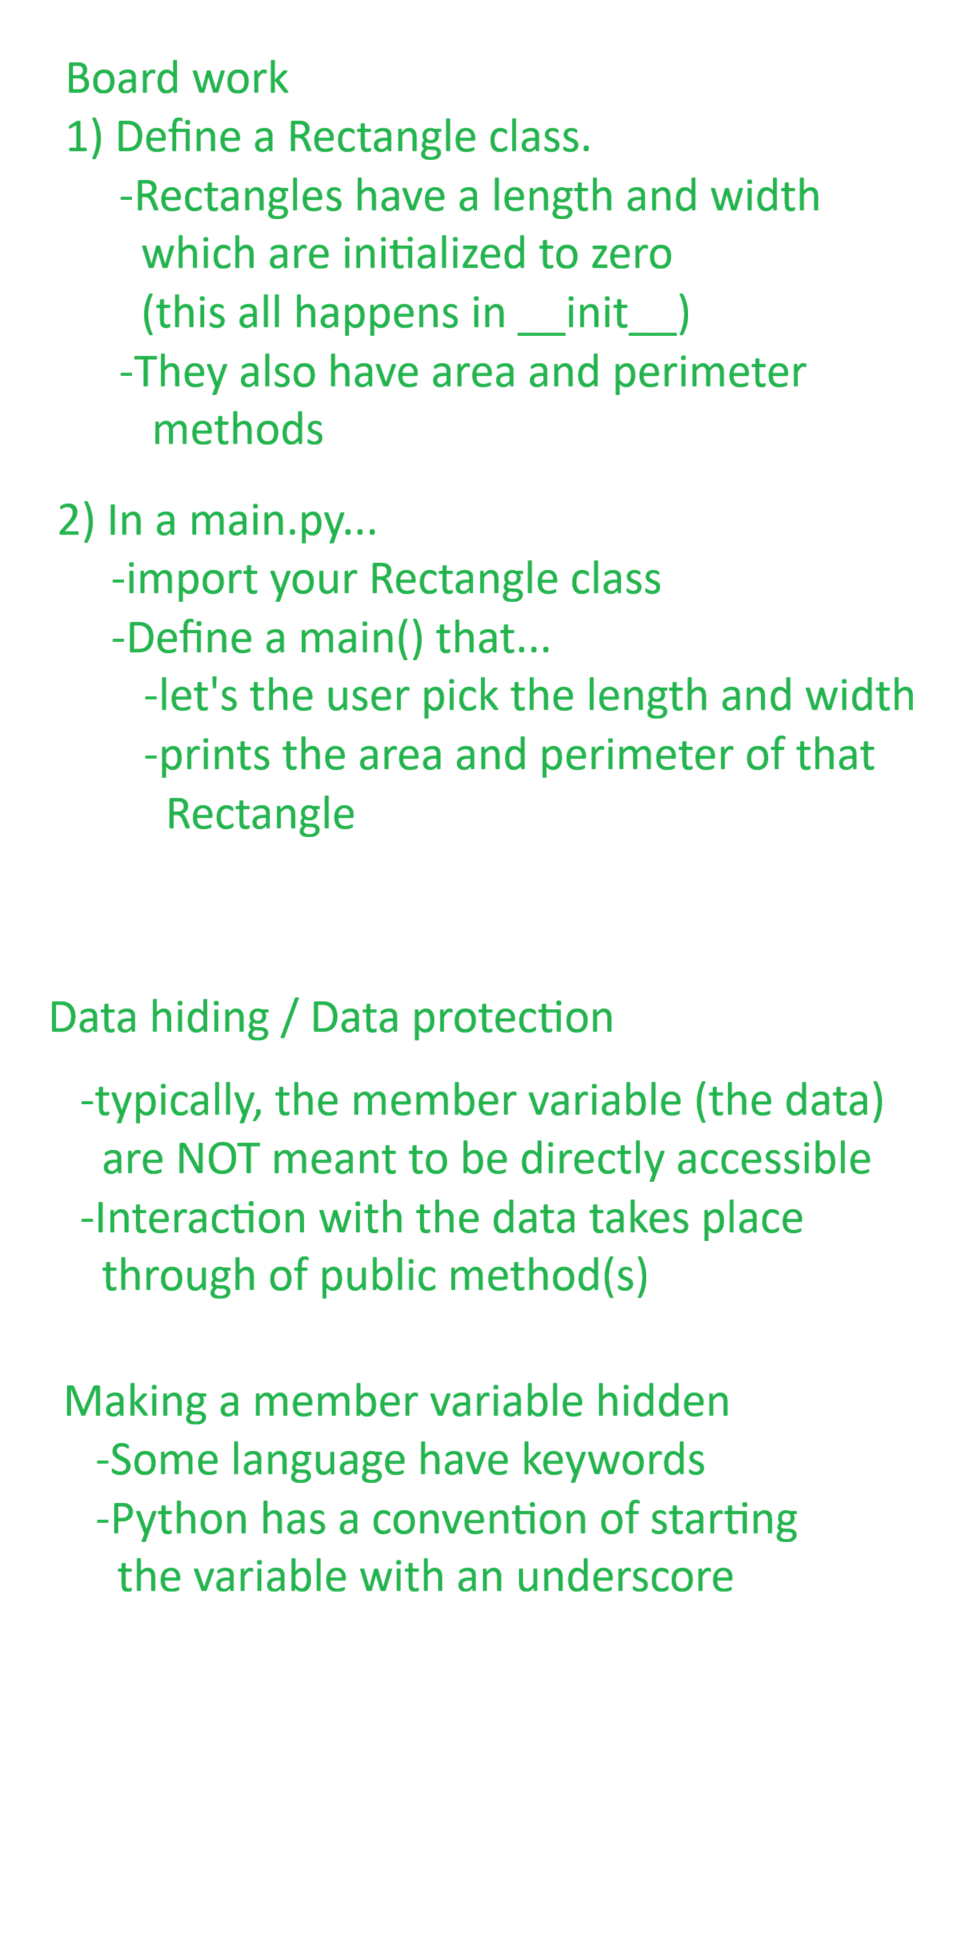 Board work
1) Define a Rectangle class.
-Rectangles have a length and width
which are initialized to zero
(this all happens in __init__)
-They also have area and perimeter
methods
2) In a main.py...
-import your Rectangle class
-Define a main() that...
-let's the user pick the length and width
-prints the area and perimeter of that
Rectangle
Data hiding / Data protection
-typically, the member variable (the data)
are NOT meant to be directly accessible
-Interaction with the data takes place
through of public method(s)
Making a member variable hidden
-Some language have keywords
-Python has a convention of starting
the variable with an underscore